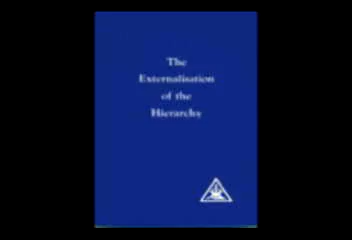 The
Externalisation
of the
Hierarchy